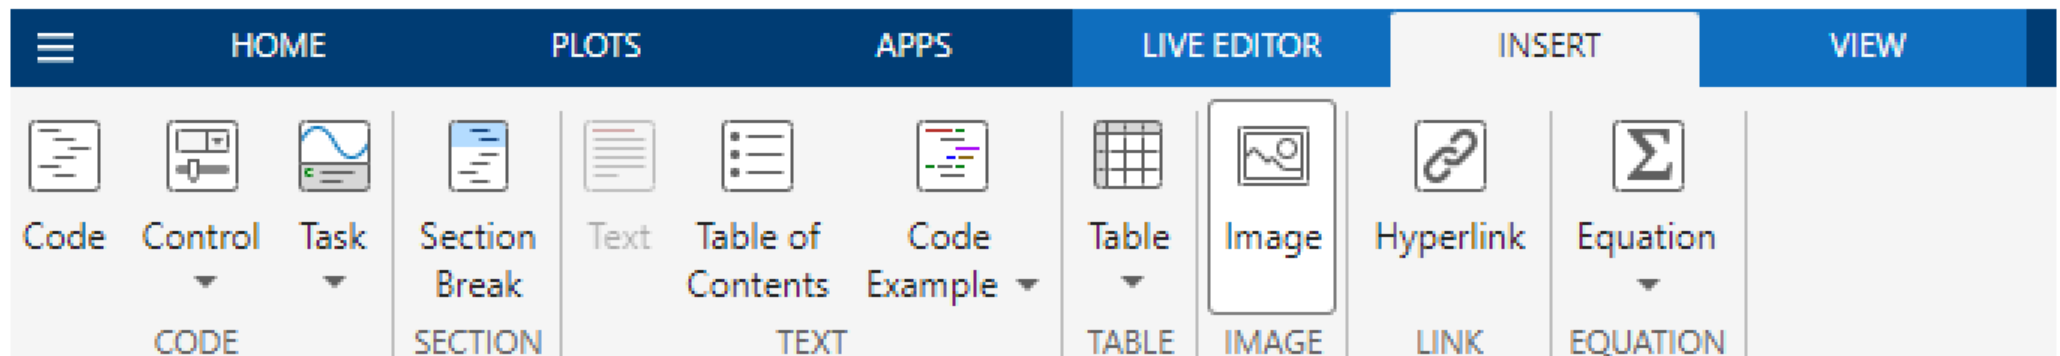 HOME PLOTS APPS LIVE EDITOR INSERT VIEW
Code Control Task Section Text Table of Code Table Image Hyperlink Equation
Break Contents Example
CODE SECTION TEXT TABLE IMAGE LINK EQUATION